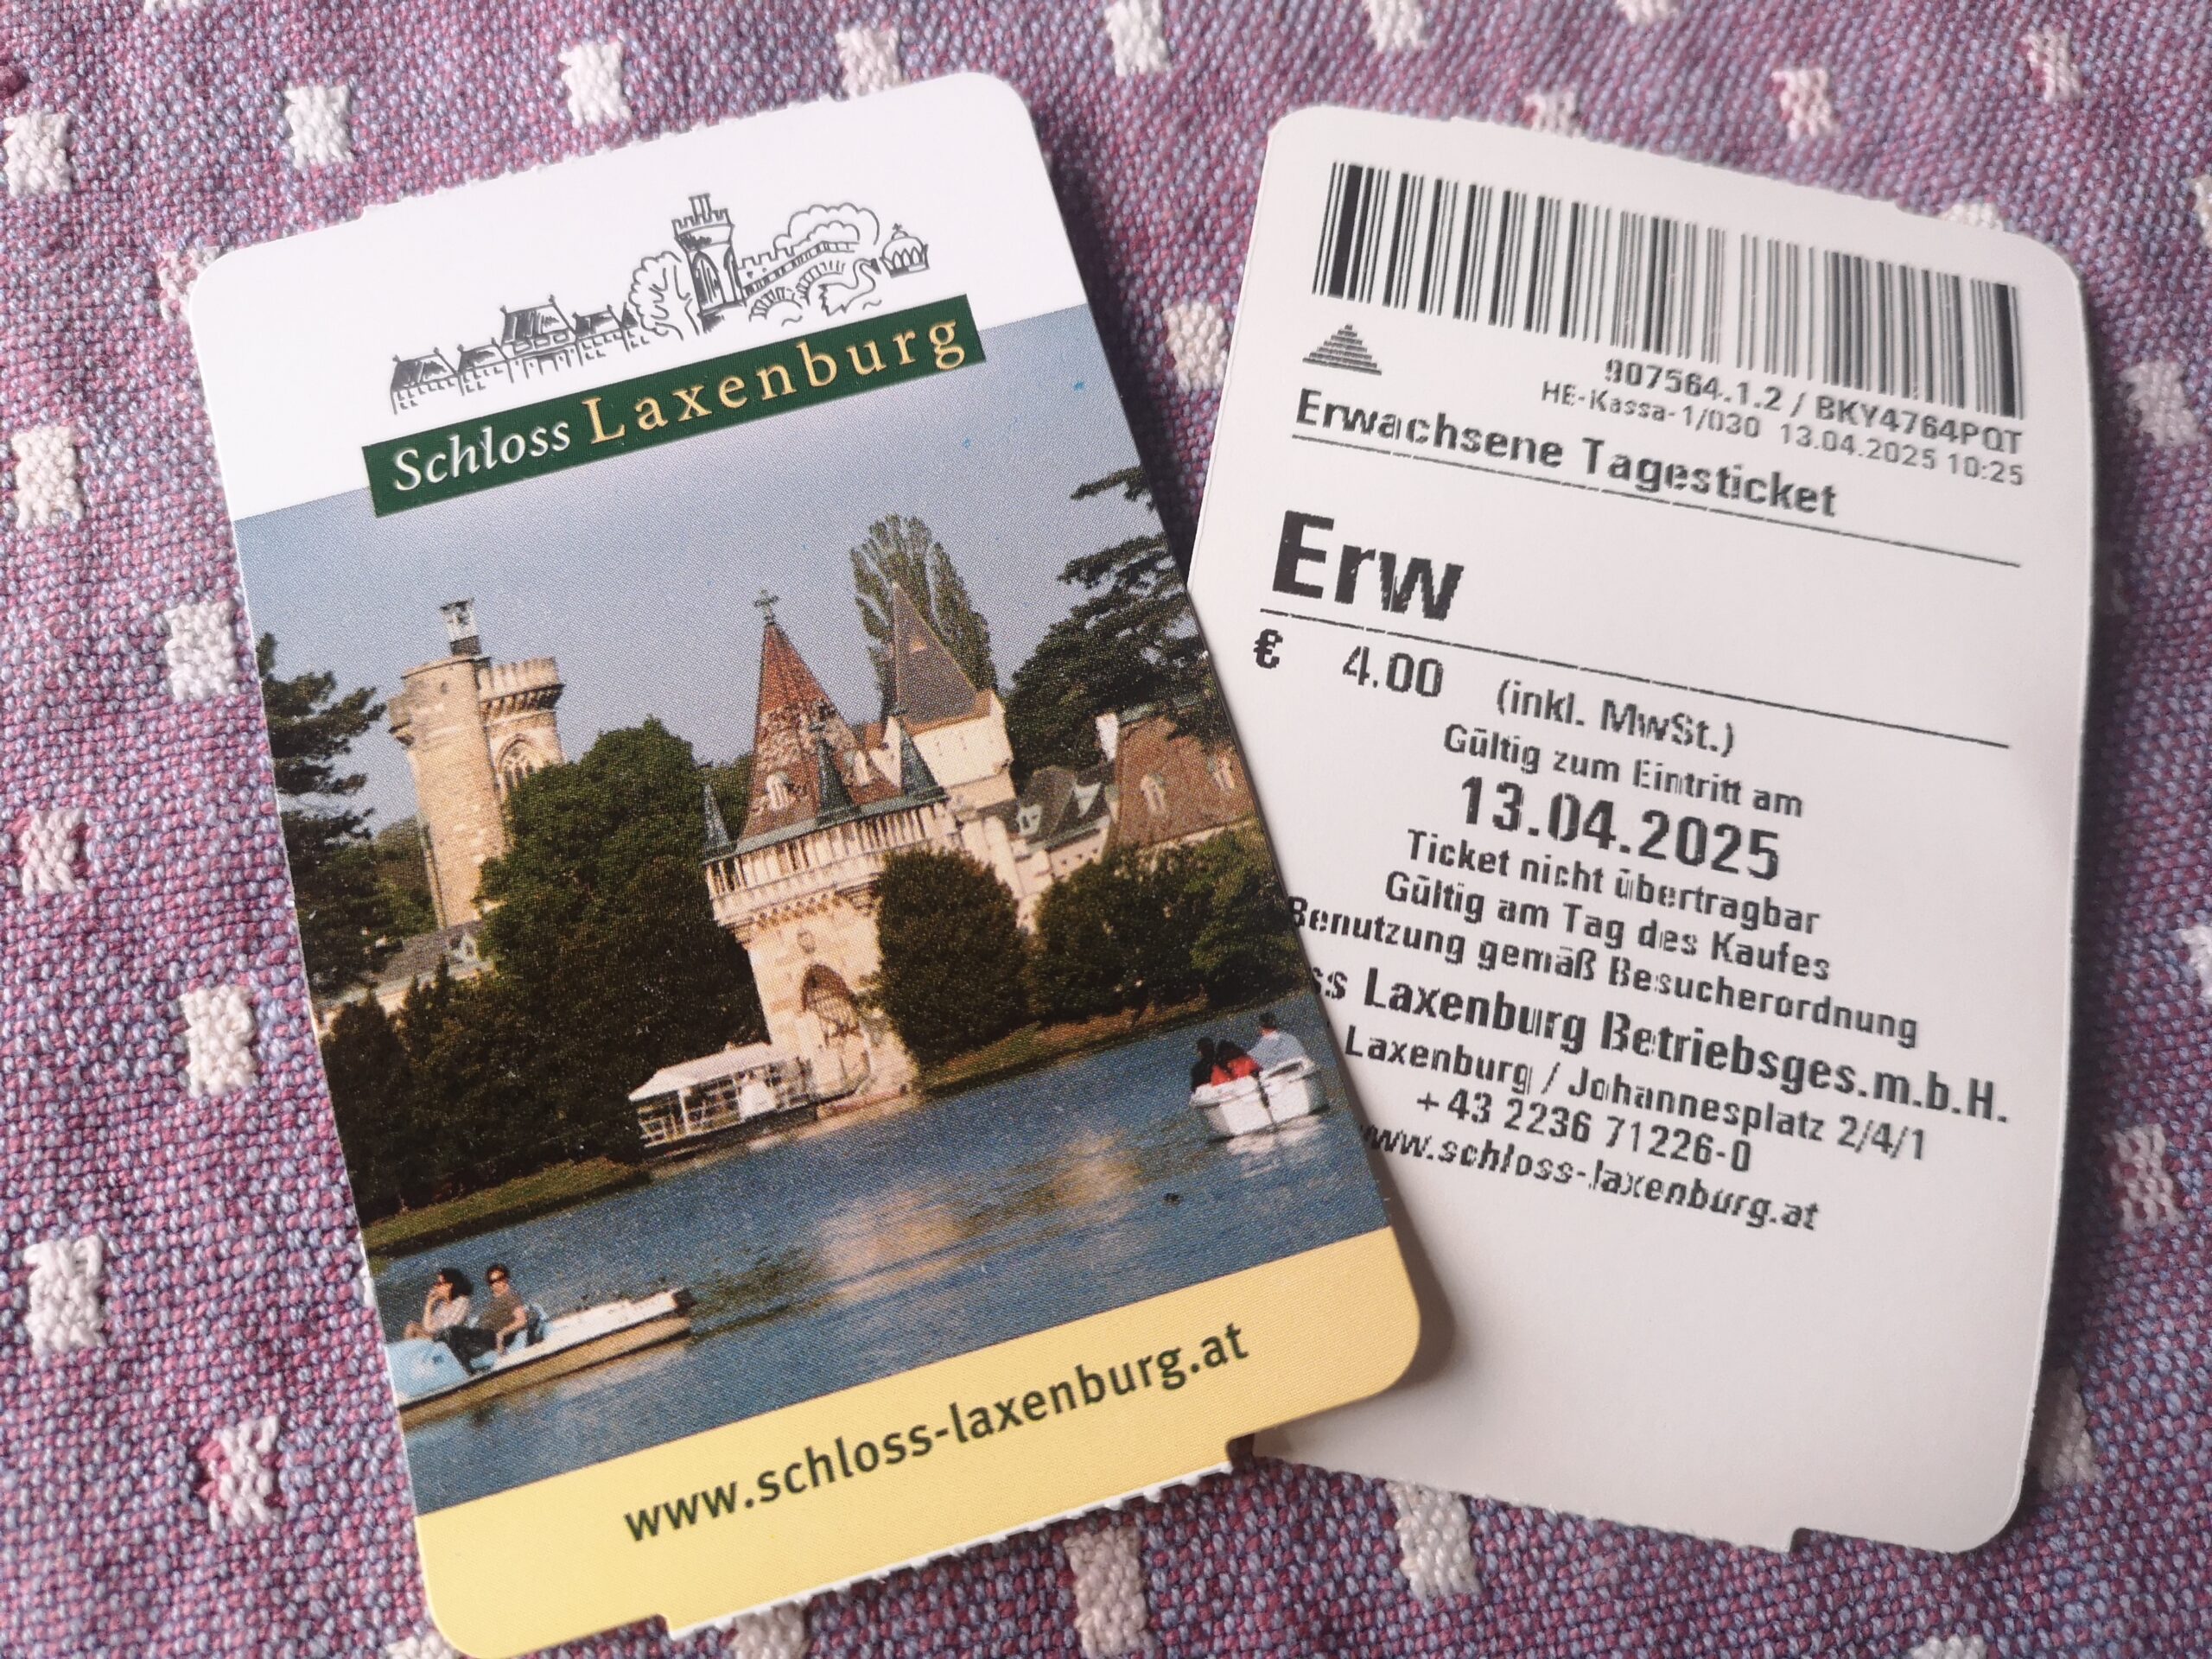 Schloss Laxenburg
www.schloss-laxenburg.at
907564.1.2 / BKY4764PQT
HE-Kassa-1/030 13.04.2025 10:25
Erwachsene Tagesticket
Erw
€ 4.00 (inkl. MwSt.)
Gültig zum Eintritt am
13.04.2025
Ticket nicht übertragbar
Gültig am Tag des Kaufes
Benutzung gemäß Besucherordnung
Laxenburg Betriebsges.m.b.H.
Laxenburg / Johannesplatz 2/4/1
+43 2236 71226-0
www.schloss-laxenburg.at